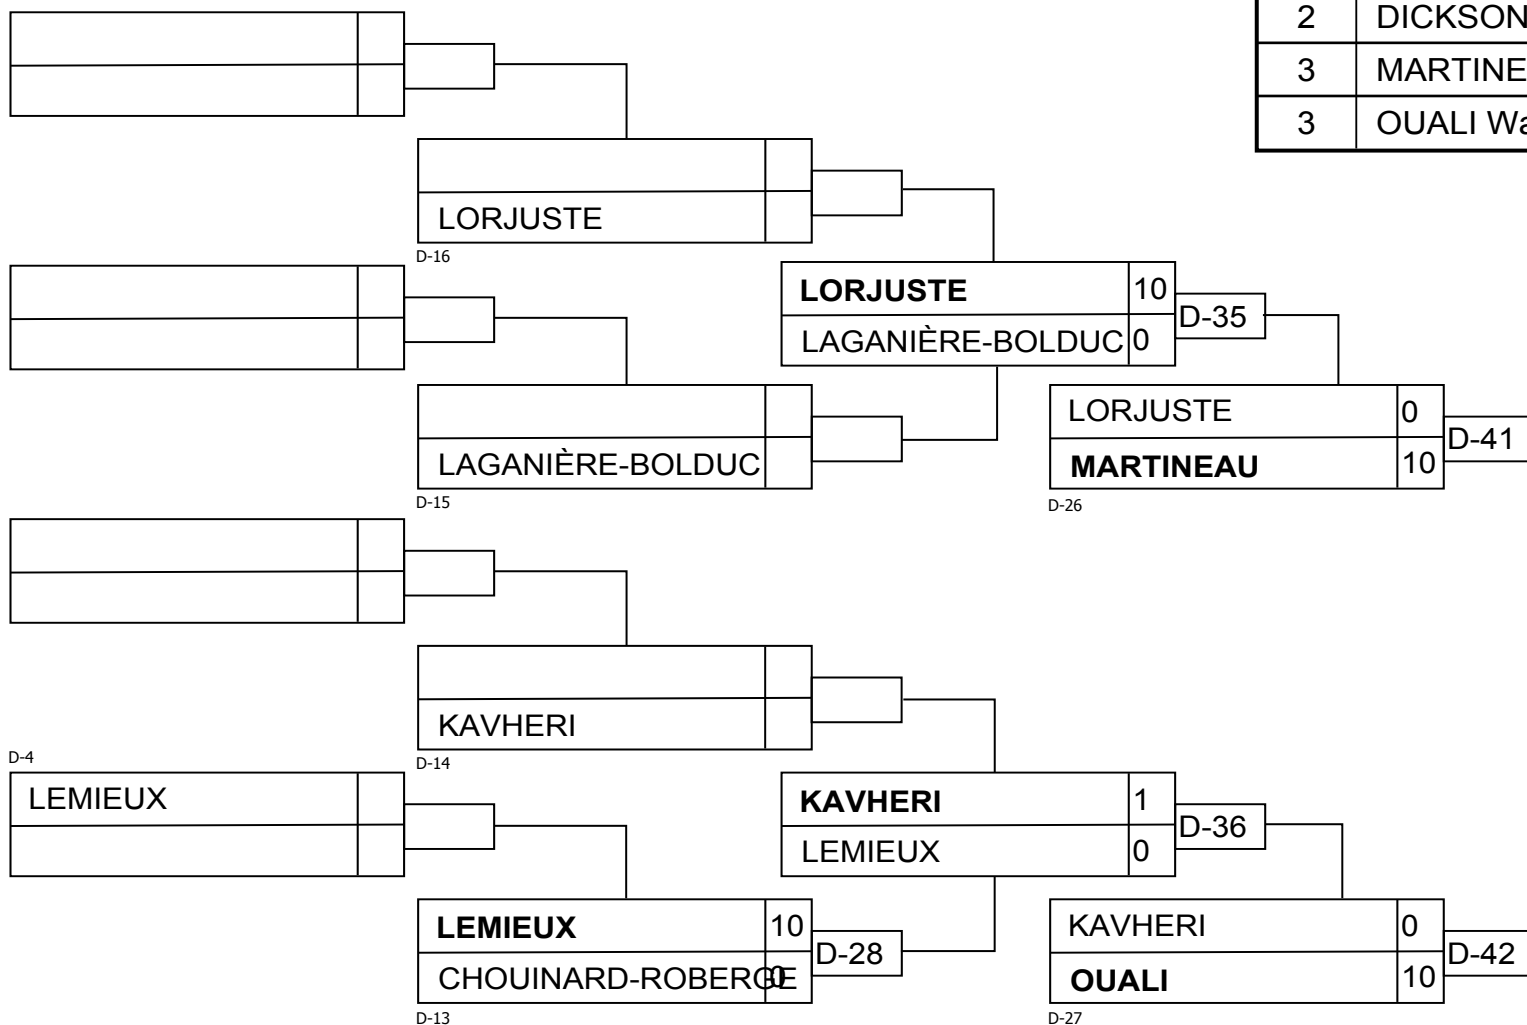 2 DICKSON
3 MARTINE
3 OUALI Wa
LORJUSTE
D-16
LORJUSTE 10
LAGANIÈRE-BOLDUC 0
D-35
LAGANIÈRE-BOLDUC
D-15
LORJUSTE 0
MARTINEAU 10
D-41
D-26
KAVHERI
D-14
D-4
LEMIEUX
KAVHERI 1
LEMIEUX 0
D-36
LEMIEUX 10
CHOUINARD-ROBERGE 0
D-28
D-13
KAVHERI 0
OUALI 10
D-42
D-27